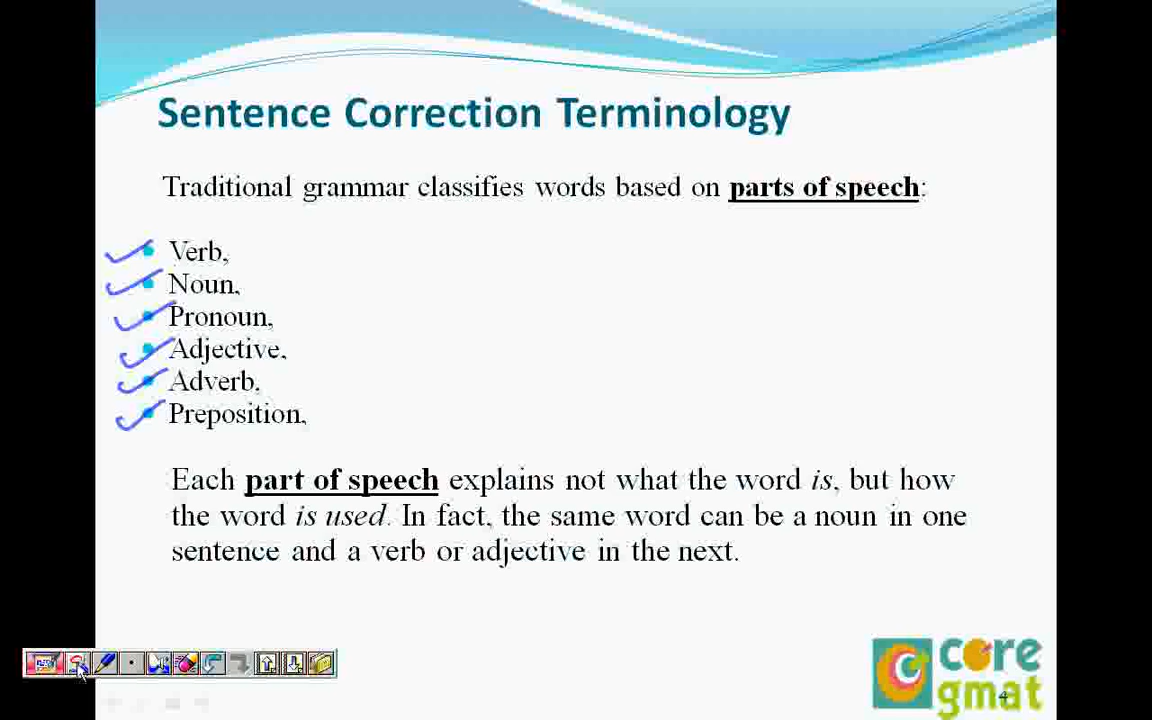 Sentence Correction Terminology
Traditional grammar classifies words based on parts of speech:
Verb,
Noun,
Pronoun,
Adjective,
Adverb,
Preposition,
Each part of speech explains not what the word is, but how
the word is used. In fact, the same word can be a noun in one
sentence and a verb or adjective in the next.
core
gmat
4